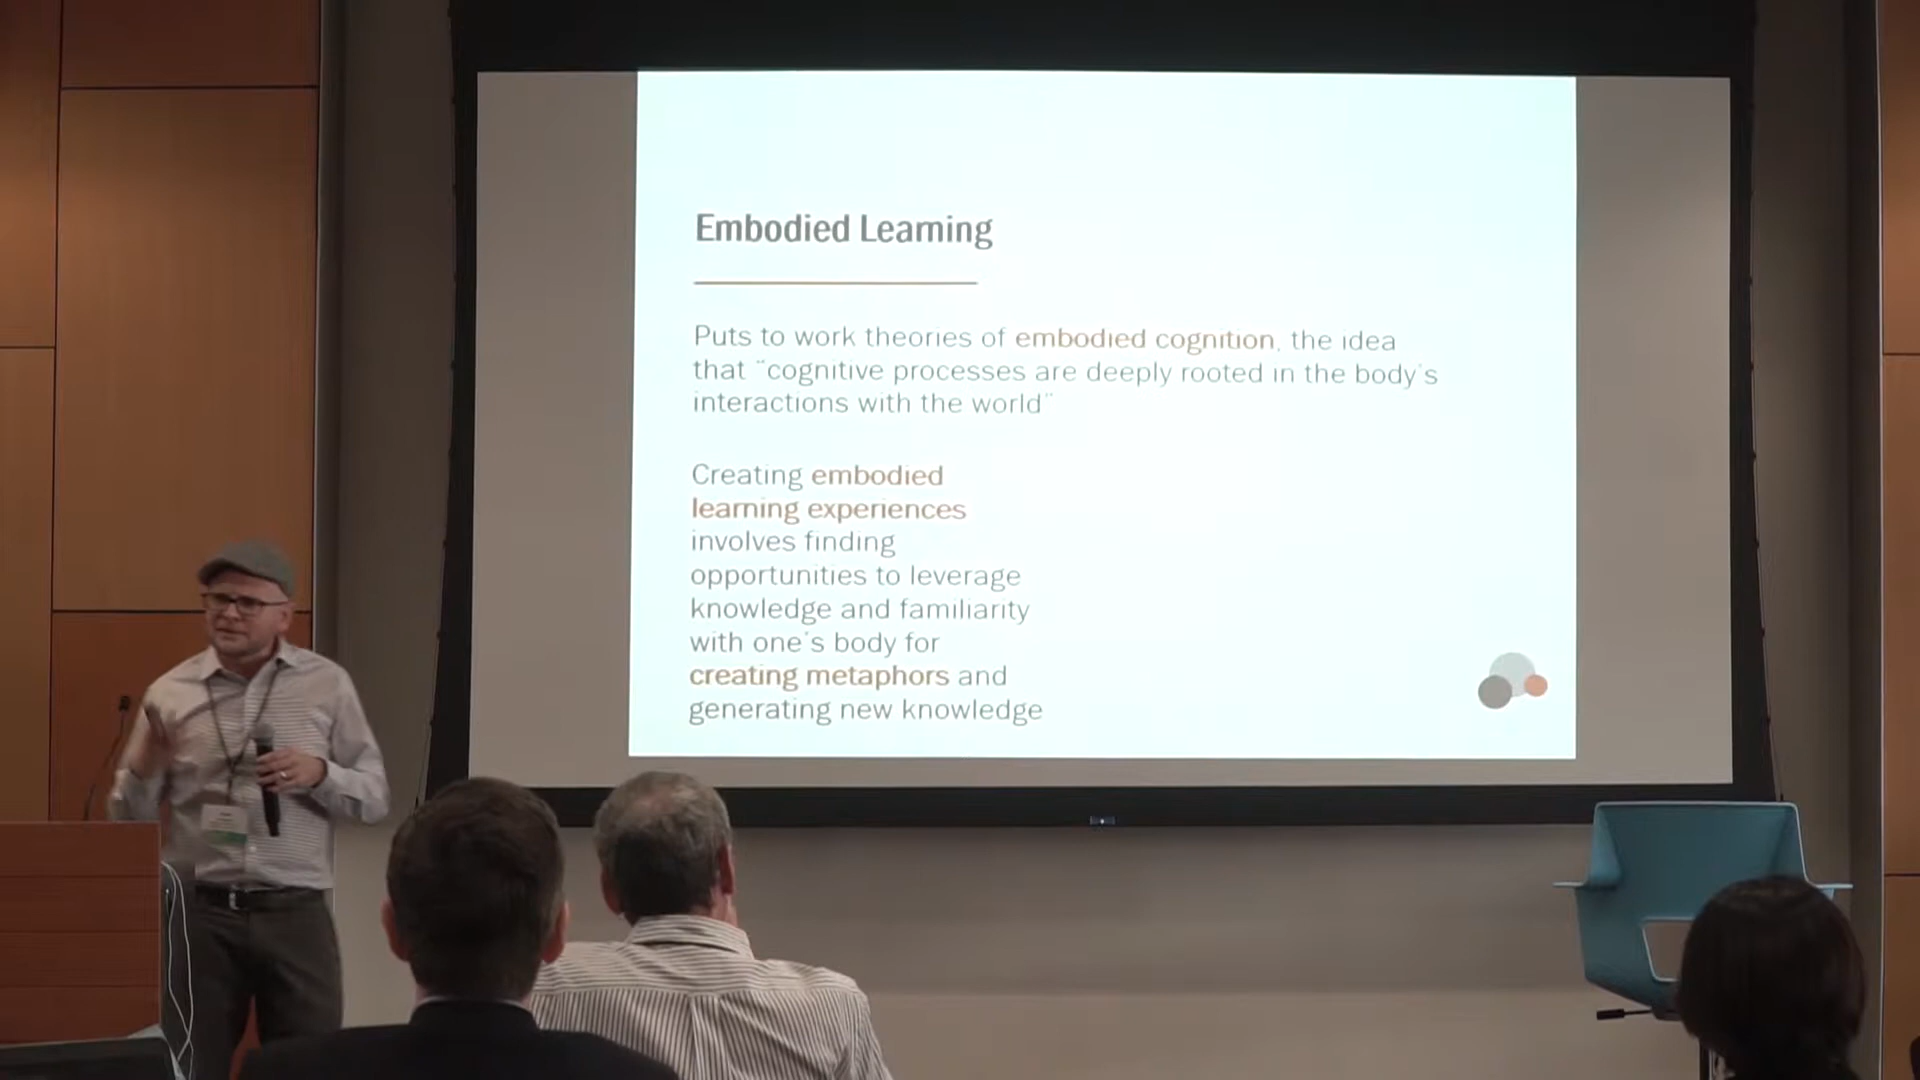 Embodied Learning
Puts to work theories of embodied cognition, the idea
that "cognitive processes are deeply rooted in the body's
interactions with the world"
Creating embodied
learning experiences
involves finding
opportunities to leverage
knowledge and familiarity
with one's body for
creating metaphors and
generating new knowledge